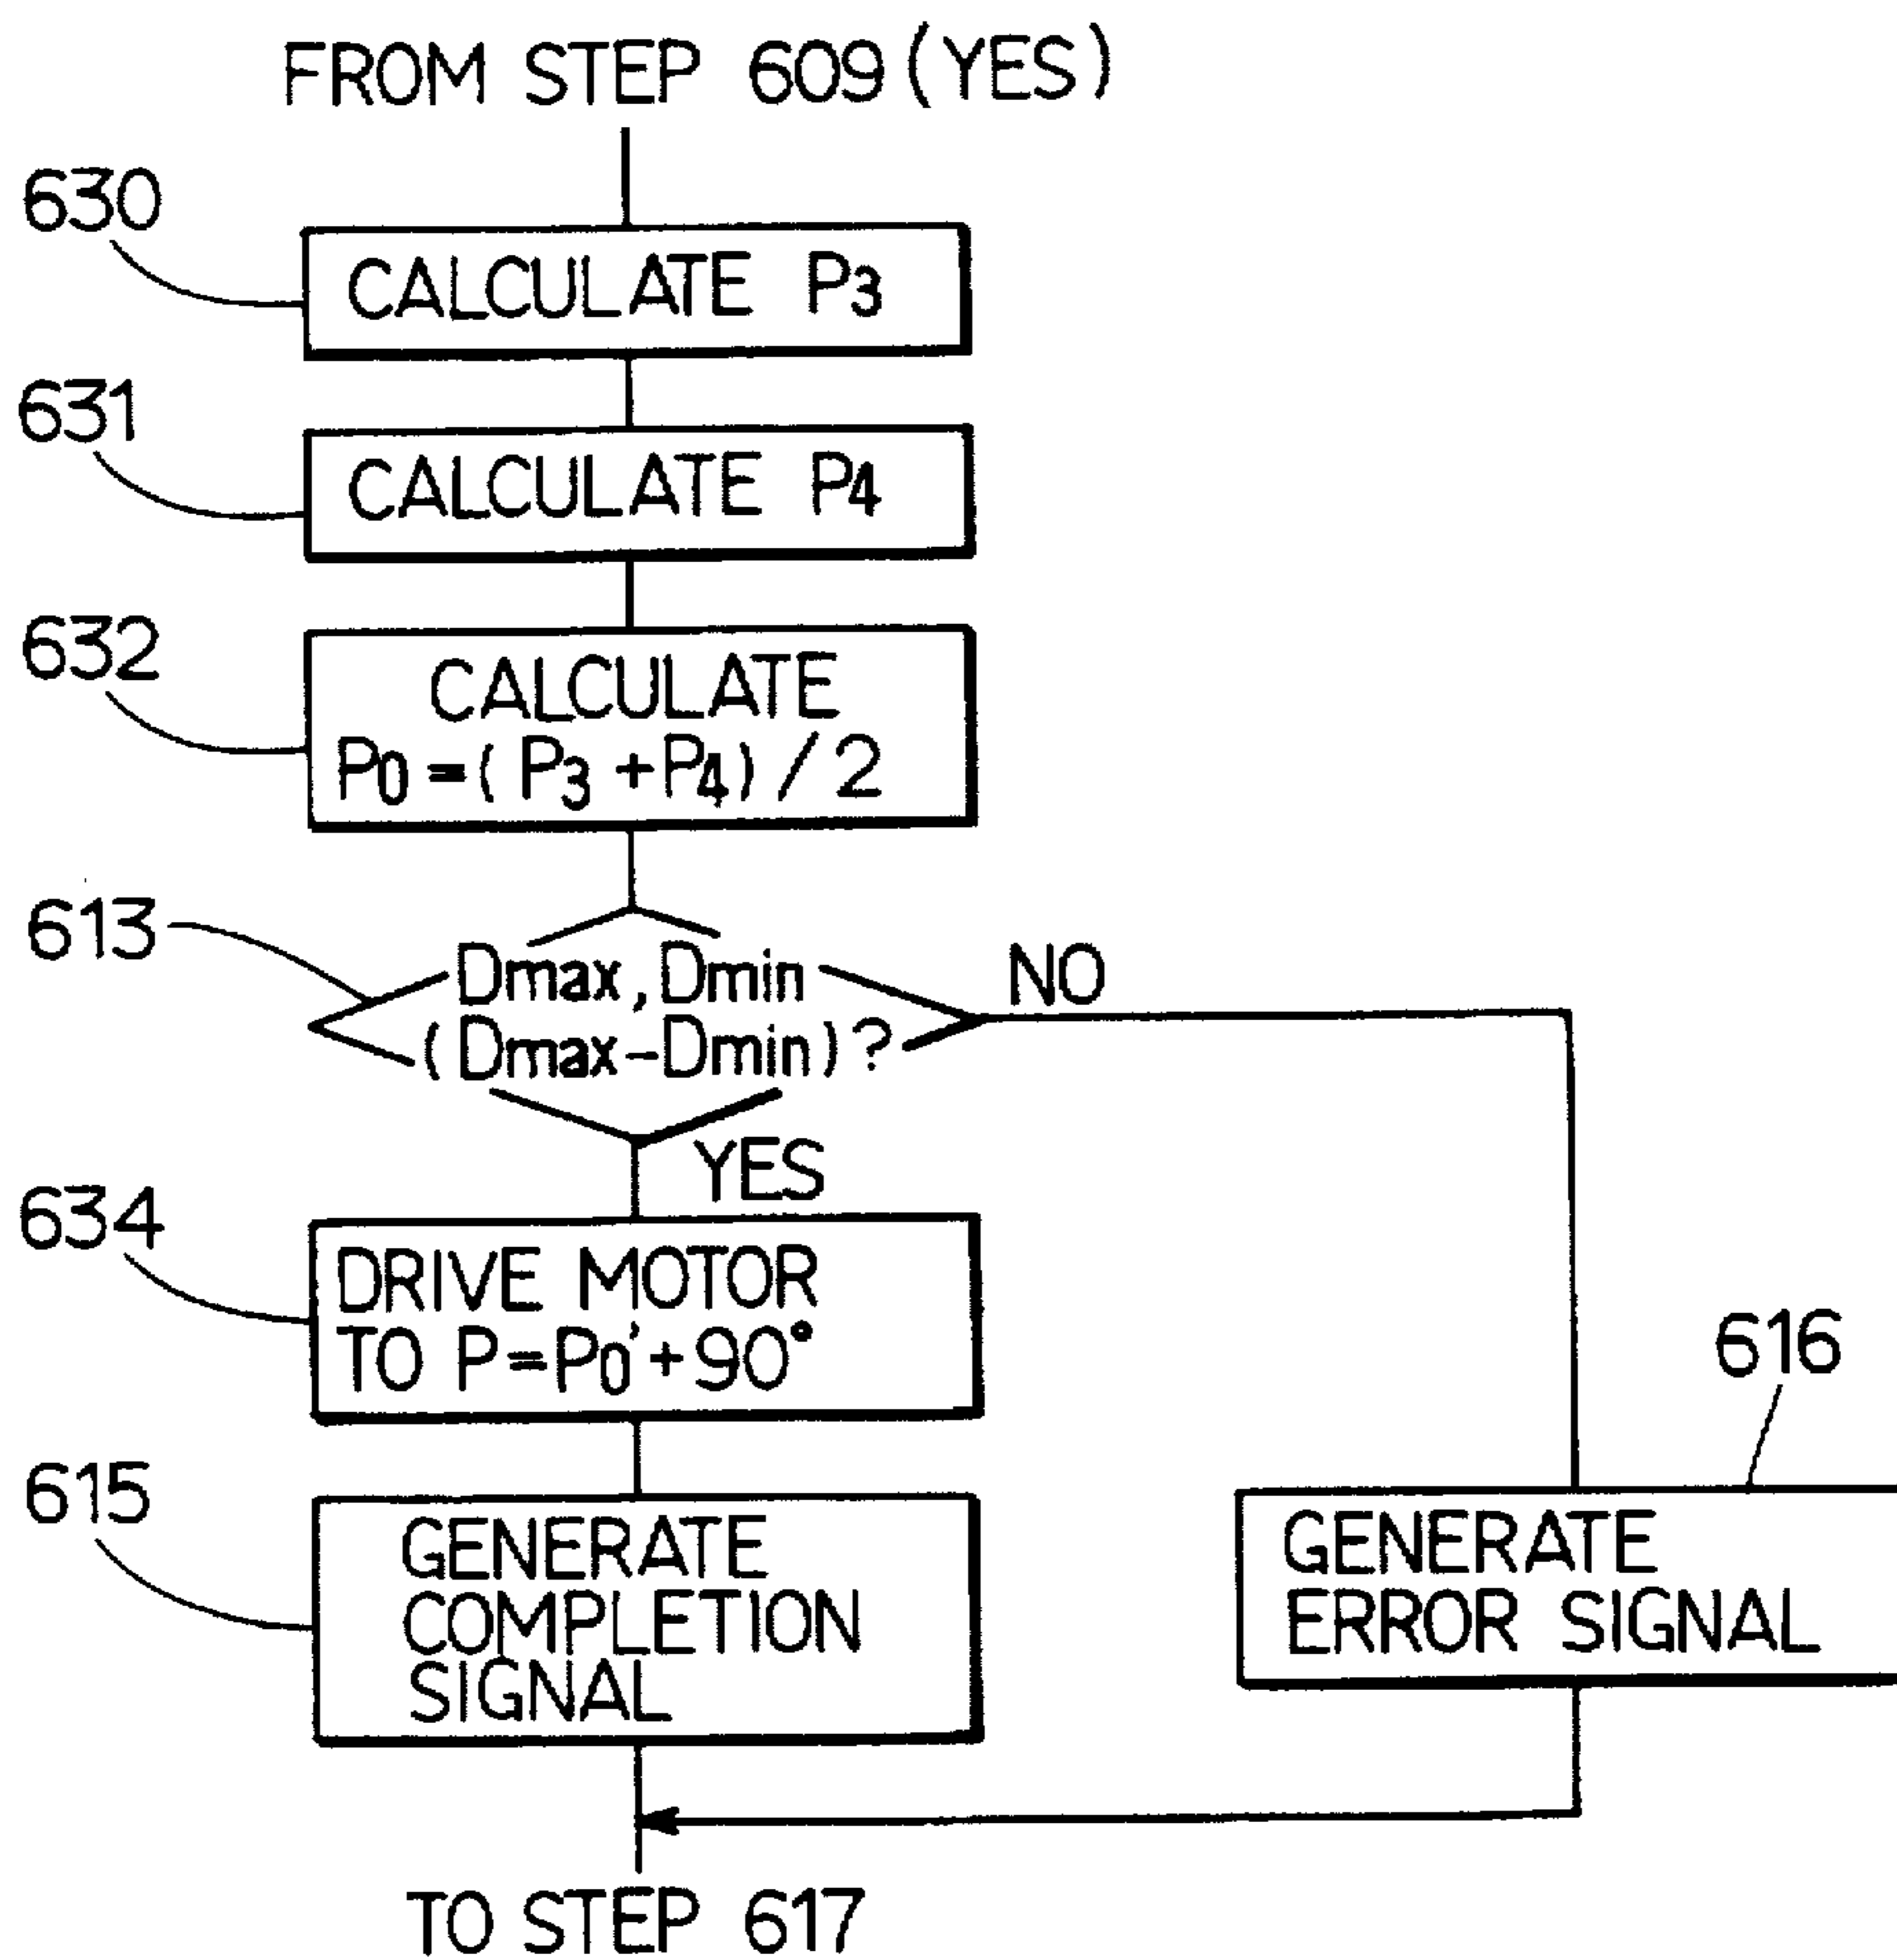 FROM STEP 609 (YES)
630
CALCULATE P3
631
CALCULATE P4
632
CALCULATE
P0 = (P3 + P4) / 2
613
Dmax, Dmin
(Dmax-Dmin)?
NO
YES
634
DRIVE MOTOR
TO P=P0'+90°
616
615
GENERATE
COMPLETION
SIGNAL
GENERATE
ERROR SIGNAL
TO STEP 617